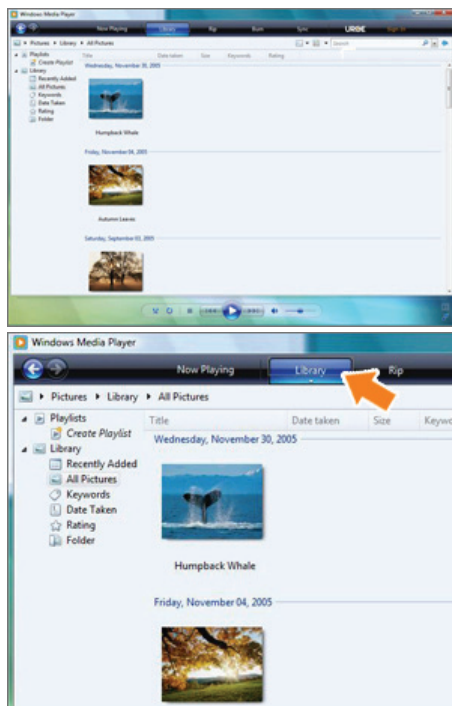 Windows Media Player
Now Playing Library Rip Burn Sync URGE Sign In
Pictures Library All Pictures Search
Playlists Title Date taken Size Keywords Rating
Create Playlist Wednesday, November 30, 2005
Library
Recently Added
All Pictures
Keywords
Date Taken
Rating
Folder
Humpback Whale
Friday, November 04, 2005
Autumn Leaves
Saturday, September 03, 2005
Windows Media Player
Now Playing Library Rip
Pictures Library All Pictures
Playlists Title Date taken Size
Create Playlist Wednesday, November 30, 2005
Library
Recently Added
All Pictures
Keywords
Date Taken
Rating
Folder
Humpback Whale
Friday, November 04, 2005